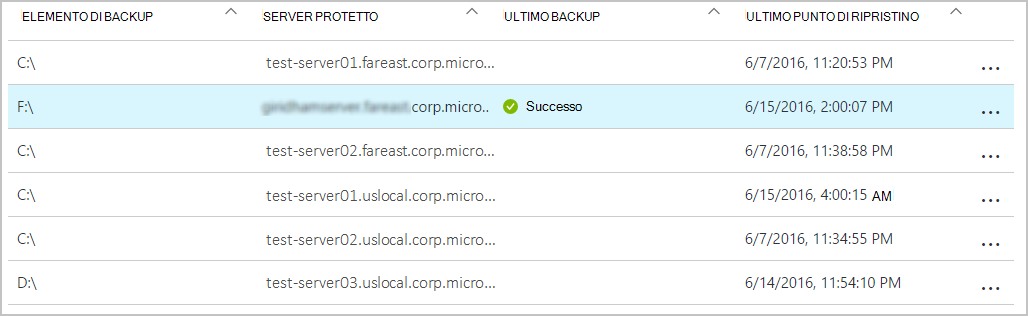 ELEMENTO DI BACKUP SERVER PROTETTO ULTIMO BACKUP ULTIMO PUNTO DI RIPRISTINO
C:\ test-server01.fareast.corp.micro... 6/7/2016, 11:20:53 PM ...
F:\ .corp.micro.. Successo 6/15/2016, 2:00:07 PM ...
C:\ test-server02.fareast.corp.micro... 6/7/2016, 11:38:58 PM ...
C:\ test-server01.uslocal.corp.micro... 6/15/2016, 4:00:15 AM ...
C:\ test-server02.uslocal.corp.micro... 6/7/2016, 11:34:55 PM ...
D:\ test-server03.uslocal.corp.micro... 6/14/2016, 11:54:10 PM ...